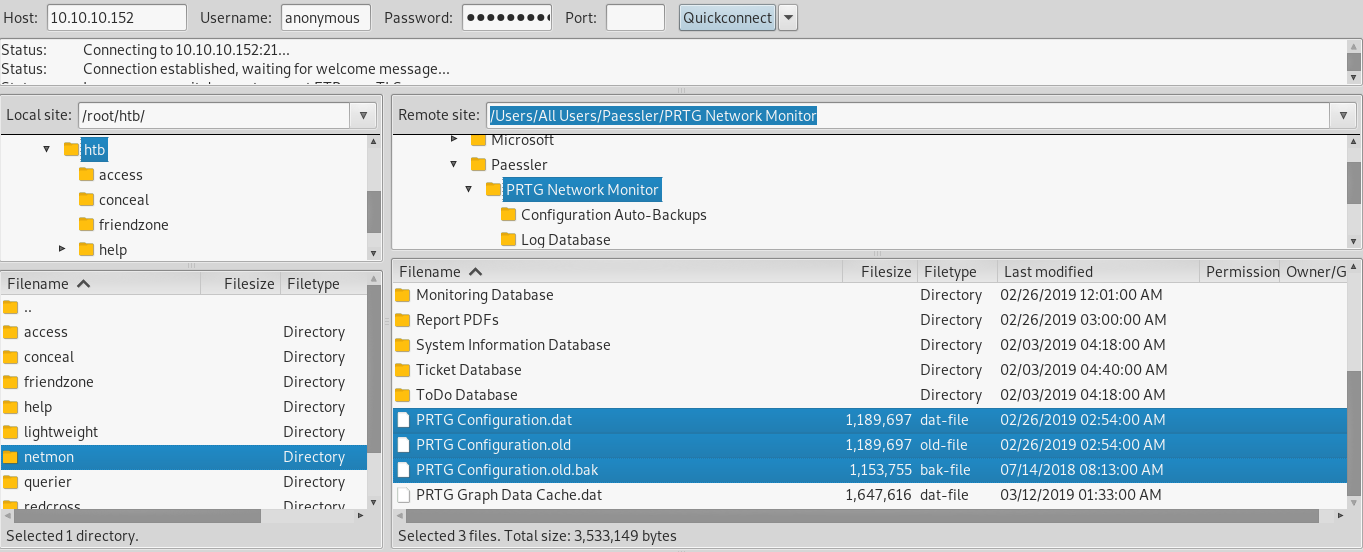 Host: 10.10.10.152 Username: anonymous Password: ●●●●●●●●● Port: Quickconnect
Status: Connecting to 10.10.10.152:21...
Status: Connection established, waiting for welcome message...
Local site: /root/htb/
htb
access
conceal
friendzone
help
Remote site: /Users/All Users/Paessler/PRTG Network Monitor
Microsoft
Paessler
PRTG Network Monitor
Configuration Auto-Backups
Log Database
Filename Filesize Filetype
..
access Directory
conceal Directory
friendzone Directory
help Directory
lightweight Directory
netmon Directory
querier Directory
redcross Directory
Selected 1 directory.
Filename Filesize Filetype Last modified Permission Owner/G
Monitoring Database Directory 02/26/2019 12:01:00 AM
Report PDFs Directory 02/26/2019 03:00:00 AM
System Information Database Directory 02/03/2019 04:18:00 AM
Ticket Database Directory 02/03/2019 04:40:00 AM
ToDo Database Directory 02/03/2019 04:18:00 AM
PRTG Configuration.dat 1,189,697 dat-file 02/26/2019 02:54:00 AM
PRTG Configuration.old 1,189,697 old-file 02/26/2019 02:54:00 AM
PRTG Configuration.old.bak 1,153,755 bak-file 07/14/2018 08:13:00 AM
PRTG Graph Data Cache.dat 1,647,616 dat-file 03/12/2019 01:33:00 AM
Selected 3 files. Total size: 3,533,149 bytes